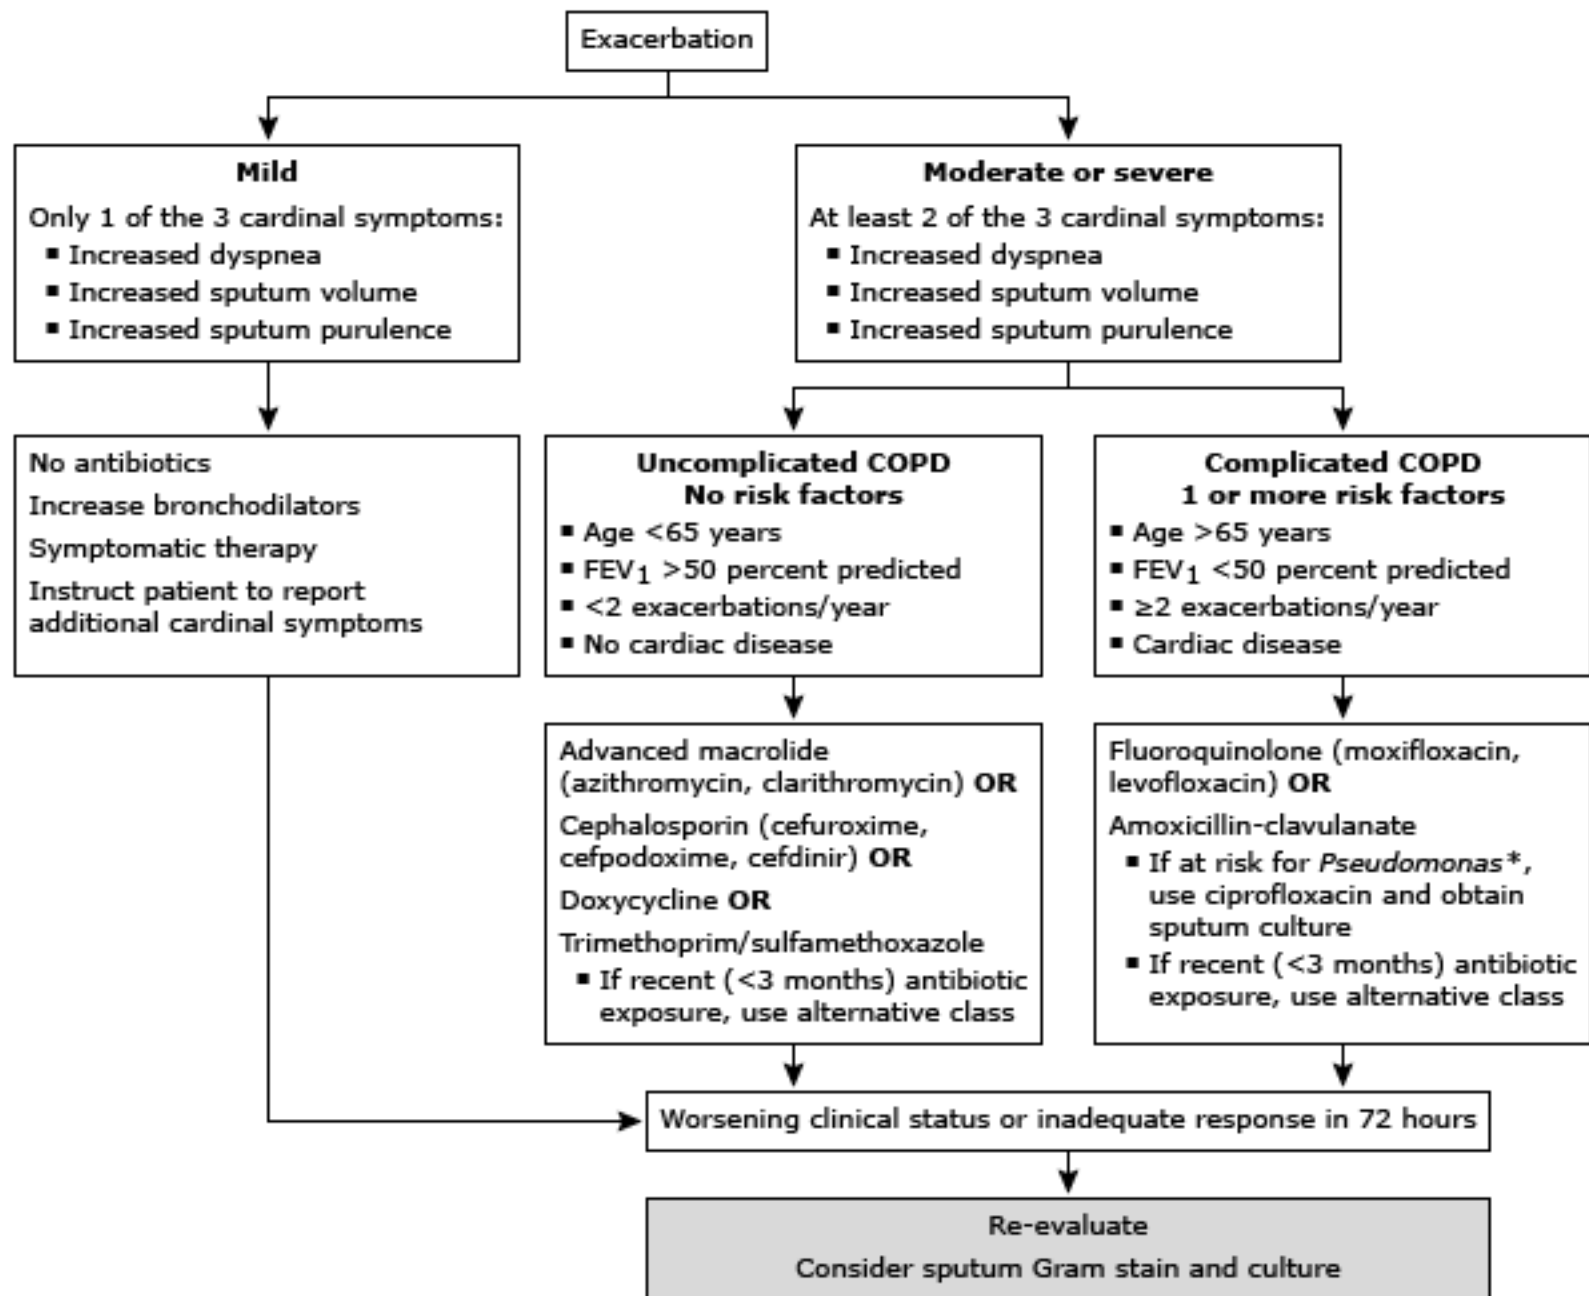 Exacerbation
Mild
Only 1 of the 3 cardinal symptoms:
▪ Increased dyspnea
▪ Increased sputum volume
▪ Increased sputum purulence
Moderate or severe
At least 2 of the 3 cardinal symptoms:
▪ Increased dyspnea
▪ Increased sputum volume
▪ Increased sputum purulence
No antibiotics
Increase bronchodilators
Symptomatic therapy
Instruct patient to report
additional cardinal symptoms
Uncomplicated COPD
No risk factors
▪ Age <65 years
▪ FEV₁ >50 percent predicted
▪ <2 exacerbations/year
▪ No cardiac disease
Complicated COPD
1 or more risk factors
▪ Age >65 years
▪ FEV₁ <50 percent predicted
▪ ≥2 exacerbations/year
▪ Cardiac disease
Advanced macrolide
(azithromycin, clarithromycin) OR
Cephalosporin (cefuroxime,
cefpodoxime, cefdinir) OR
Doxycycline OR
Trimethoprim/sulfamethoxazole
▪ If recent (<3 months) antibiotic
exposure, use alternative class
Fluoroquinolone (moxifloxacin,
levofloxacin) OR
Amoxicillin-clavulanate
▪ If at risk for Pseudomonas*,
use ciprofloxacin and obtain
sputum culture
▪ If recent (<3 months) antibiotic
exposure, use alternative class
Worsening clinical status or inadequate response in 72 hours
Re-evaluate
Consider sputum Gram stain and culture